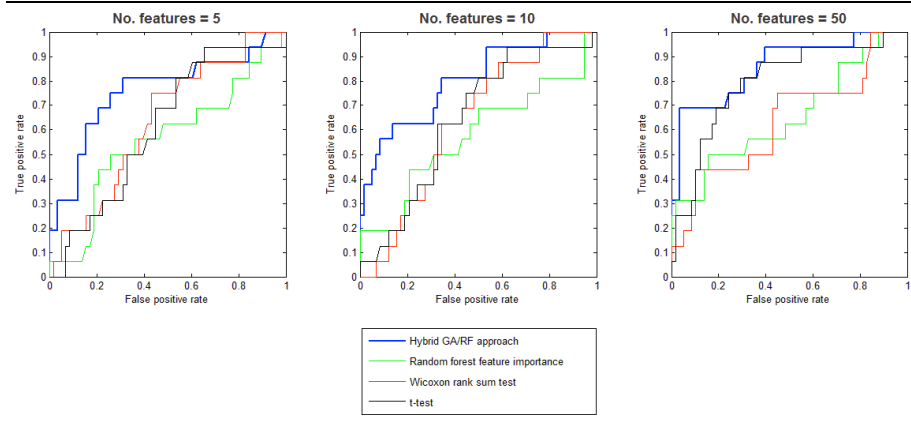 No. features = 5
1
0.9
0.8
0.7
0.6
0.5
0.4
0.3
0.2
0.1
0
0 0.2 0.4 0.6 0.8 1
True positive rate
False positive rate
No. features = 10
1
0.9
0.8
0.7
0.6
0.5
0.4
0.3
0.2
0.1
0
0 0.2 0.4 0.6 0.8 1
True positive rate
False positive rate
No. features = 50
1
0.9
0.8
0.7
0.6
0.5
0.4
0.3
0.2
0.1
0
0 0.2 0.4 0.6 0.8 1
True positive rate
False positive rate
Hybrid GA/RF approach
Random forest feature importance
Wicoxon rank sum test
t-test